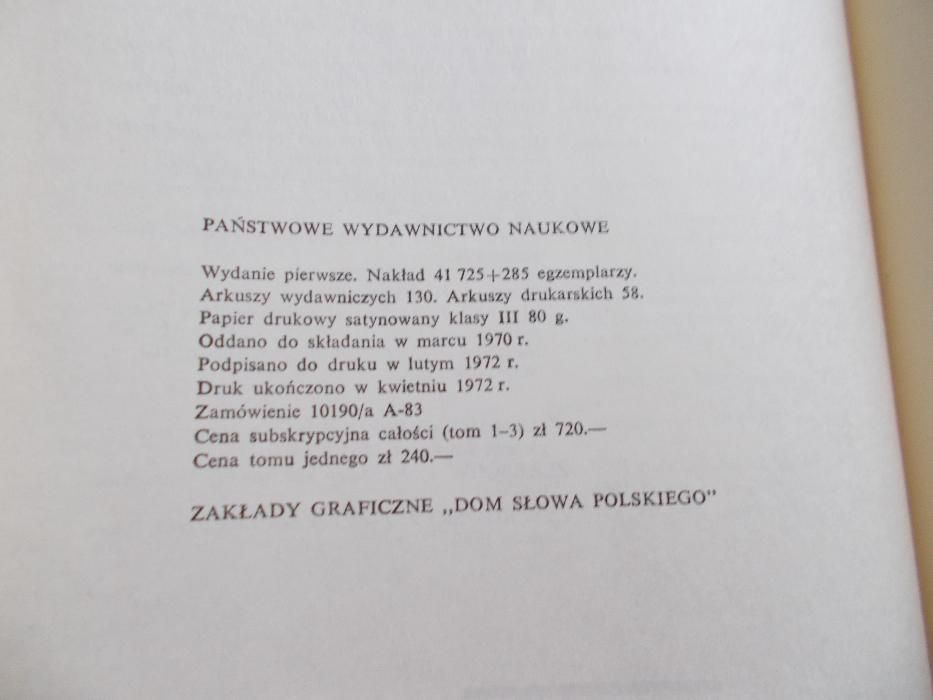 PAŃSTWOWE WYDAWNICTWO NAUKOWE
Wydanie pierwsze. Nakład 41 725+285 egzemplarzy.
Arkuszy wydawniczych 130. Arkuszy drukarskich 58.
Papier drukowy satynowany klasy III 80 g.
Oddano do składania w marcu 1970 r.
Podpisano do druku w lutym 1972 r.
Druk ukończono w kwietniu 1972 r.
Zamówienie 10190/a A-83
Cena subskrypcyjna całości (tom 1–3) zł 720.—
Cena tomu jednego zł 240.—
ZAKŁADY GRAFICZNE „DOM SŁOWA POLSKIEGO”